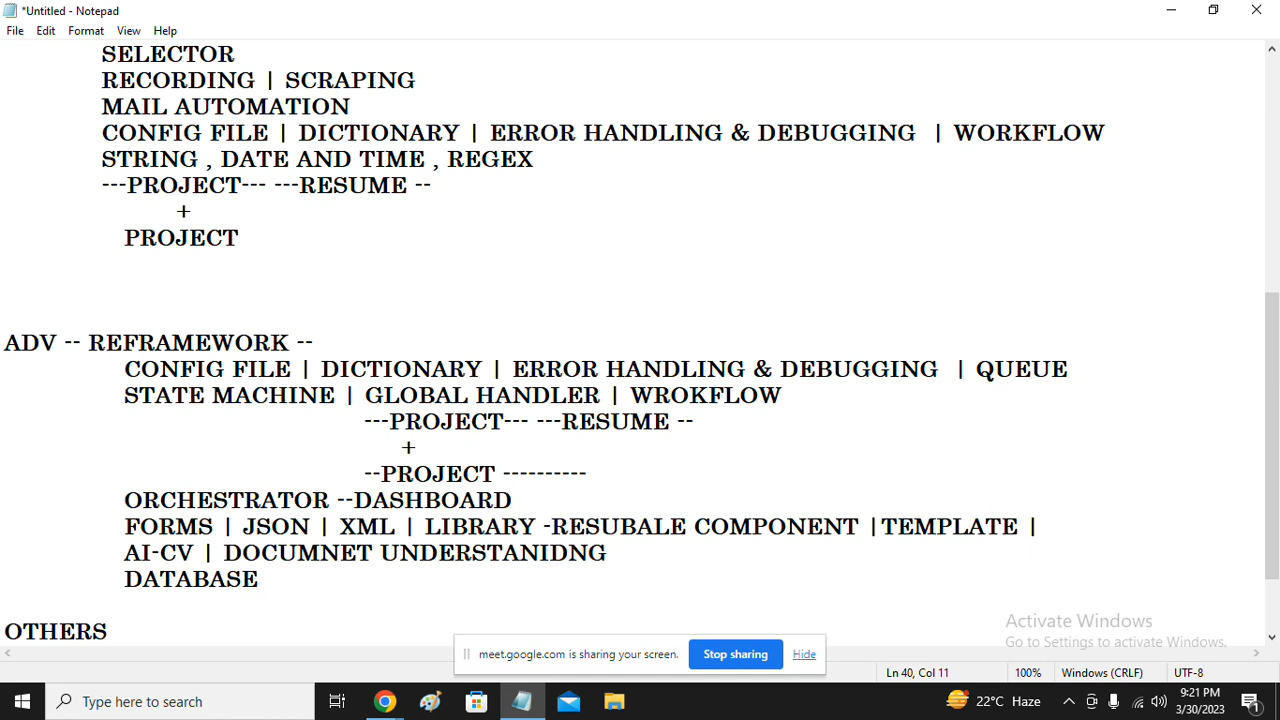 *Untitled - Notepad
File Edit Format View Help
SELECTOR
RECORDING | SCRAPING
MAIL AUTOMATION
CONFIG FILE | DICTIONARY | ERROR HANDLING & DEBUGGING | WORKFLOW
STRING , DATE AND TIME , REGEX
---PROJECT--- ---RESUME --
+
PROJECT
ADV -- REFRAMEWORK --
CONFIG FILE | DICTIONARY | ERROR HANDLING & DEBUGGING | QUEUE
STATE MACHINE | GLOBAL HANDLER | WROKFLOW
---PROJECT--- ---RESUME --
+
--PROJECT ----------
ORCHESTRATOR --DASHBOARD
FORMS | JSON | XML | LIBRARY -RESUBALE COMPONENT |TEMPLATE |
AI-CV | DOCUMNET UNDERSTANIDNG
DATABASE
OTHERS
Activate Windows
Go to Settings to activate Windows.
meet.google.com is sharing your screen. Stop sharing Hide
Ln 40, Col 11 100% Windows (CRLF) UTF-8
Type here to search 22°C Haze 9:21 PM
3/30/2023 1